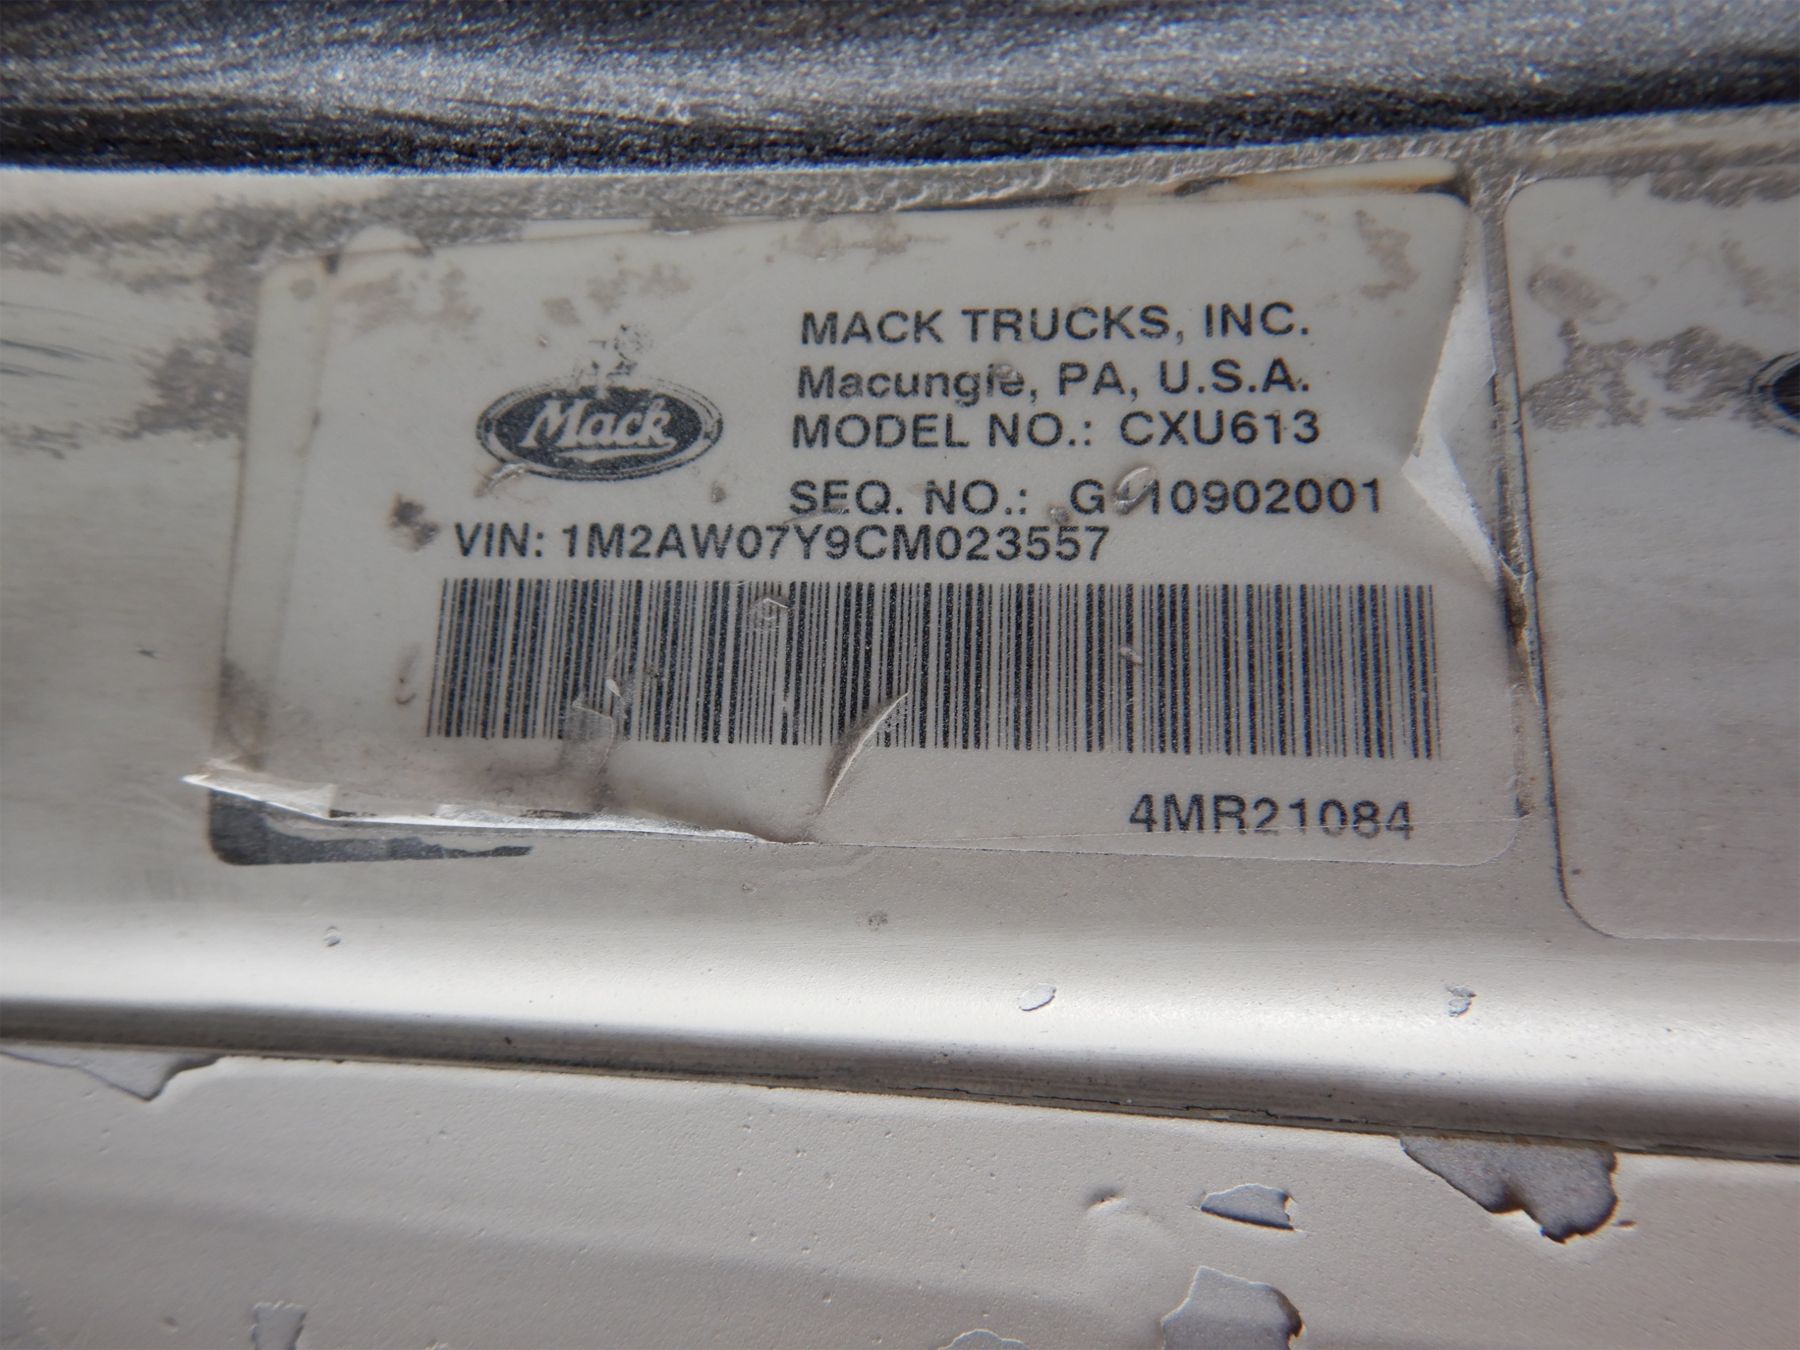 MACK TRUCKS, INC.
Macungie, PA, U.S.A.
Mack
MODEL NO.: CXU613
SEQ. NO.:
VIN: 1M2AW07Y9CM023557
4MR21084